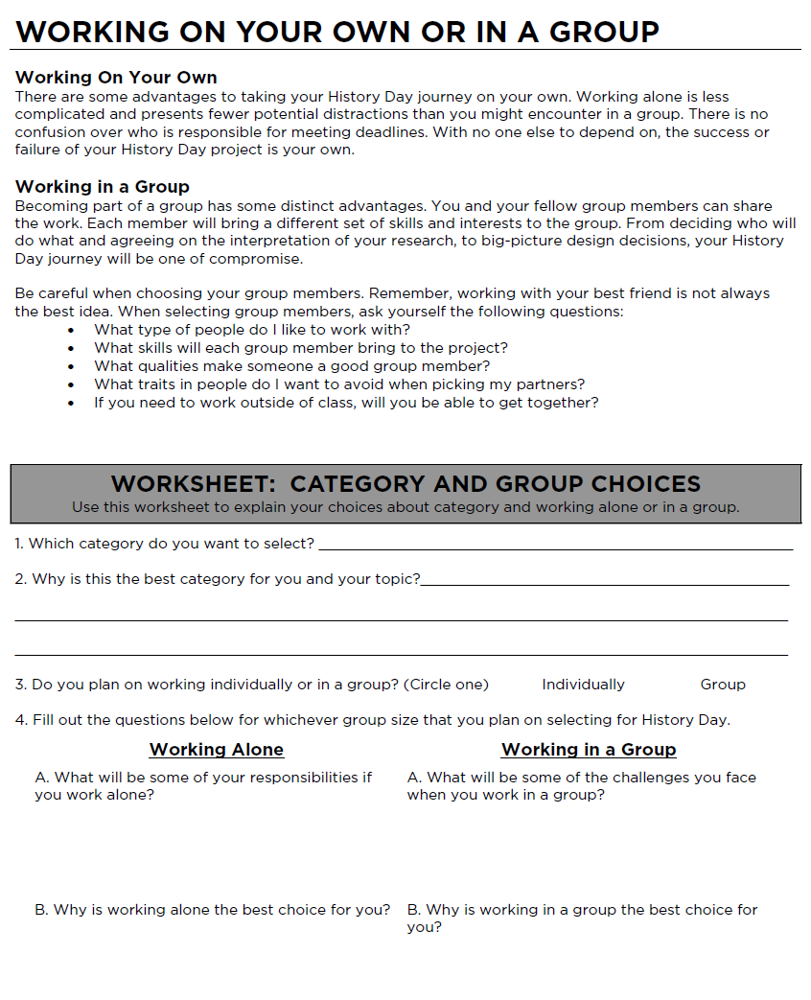 WORKING ON YOUR OWN OR IN A GROUP
Working On Your Own
There are some advantages to taking your History Day journey on your own. Working alone is less
complicated and presents fewer potential distractions than you might encounter in a group. There is no
confusion over who is responsible for meeting deadlines. With no one else to depend on, the success or
failure of your History Day project is your own.
Working in a Group
Becoming part of a group has some distinct advantages. You and your fellow group members can share
the work. Each member will bring a different set of skills and interests to the group. From deciding who will
do what and agreeing on the interpretation of your research, to big-picture design decisions, your History
Day journey will be one of compromise.
Be careful when choosing your group members. Remember, working with your best friend is not always
the best idea. When selecting group members, ask yourself the following questions:
• What type of people do I like to work with?
• What skills will each group member bring to the project?
• What qualities make someone a good group member?
• What traits in people do I want to avoid when picking my partners?
• If you need to work outside of class, will you be able to get together?
WORKSHEET: CATEGORY AND GROUP CHOICES
Use this worksheet to explain your choices about category and working alone or in a group.
1. Which category do you want to select?
2. Why is this the best category for you and your topic?
3. Do you plan on working individually or in a group? (Circle one) Individually Group
4. Fill out the questions below for whichever group size that you plan on selecting for History Day.
Working Alone
A. What will be some of your responsibilities if
you work alone?
B. Why is working alone the best choice for you?
Working in a Group
A. What will be some of the challenges you face
when you work in a group?
B. Why is working in a group the best choice for
you?